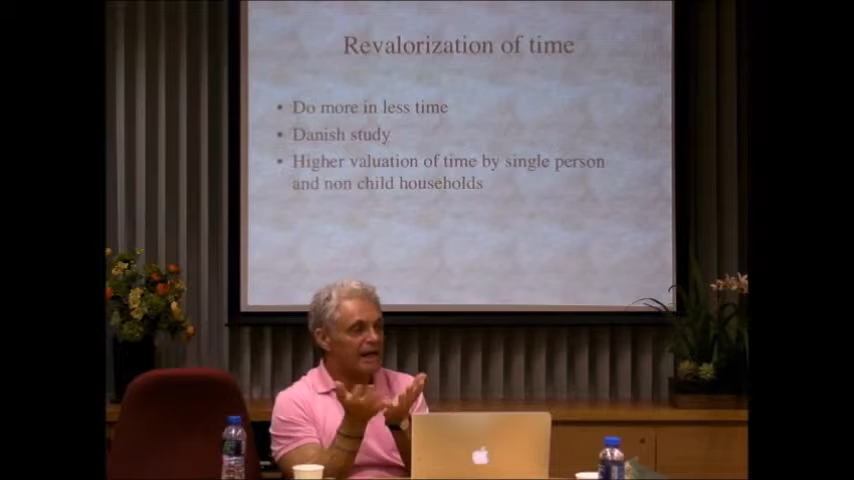 Revalorization of time
• Do more in less time
• Danish study
• Higher valuation of time by single person
and non child households